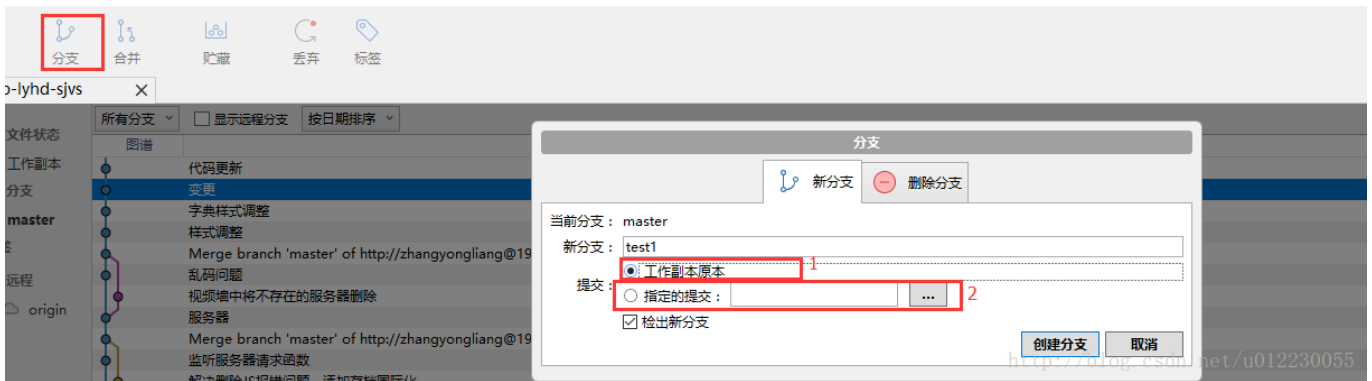 分支 合并 贮藏 丢弃 标签
o-lyhd-sjvs
所有分支 显示远程分支 按日期排序
文件状态
工作副本
分支
master
远程
origin
图谱
代码更新
变更
字典样式调整
样式调整
Merge branch 'master' of http://zhangyongliang@19
乱码问题
视频墙中将不存在的服务器删除
服务器
Merge branch 'master' of http://zhangyongliang@19
监听服务器请求函数
分支
新分支 删除分支
当前分支： master
新分支： test1
提交：
工作副本原本 1
指定的提交： ... 2
检出新分支
创建分支 取消
http://blog.csdn.net/u012230055